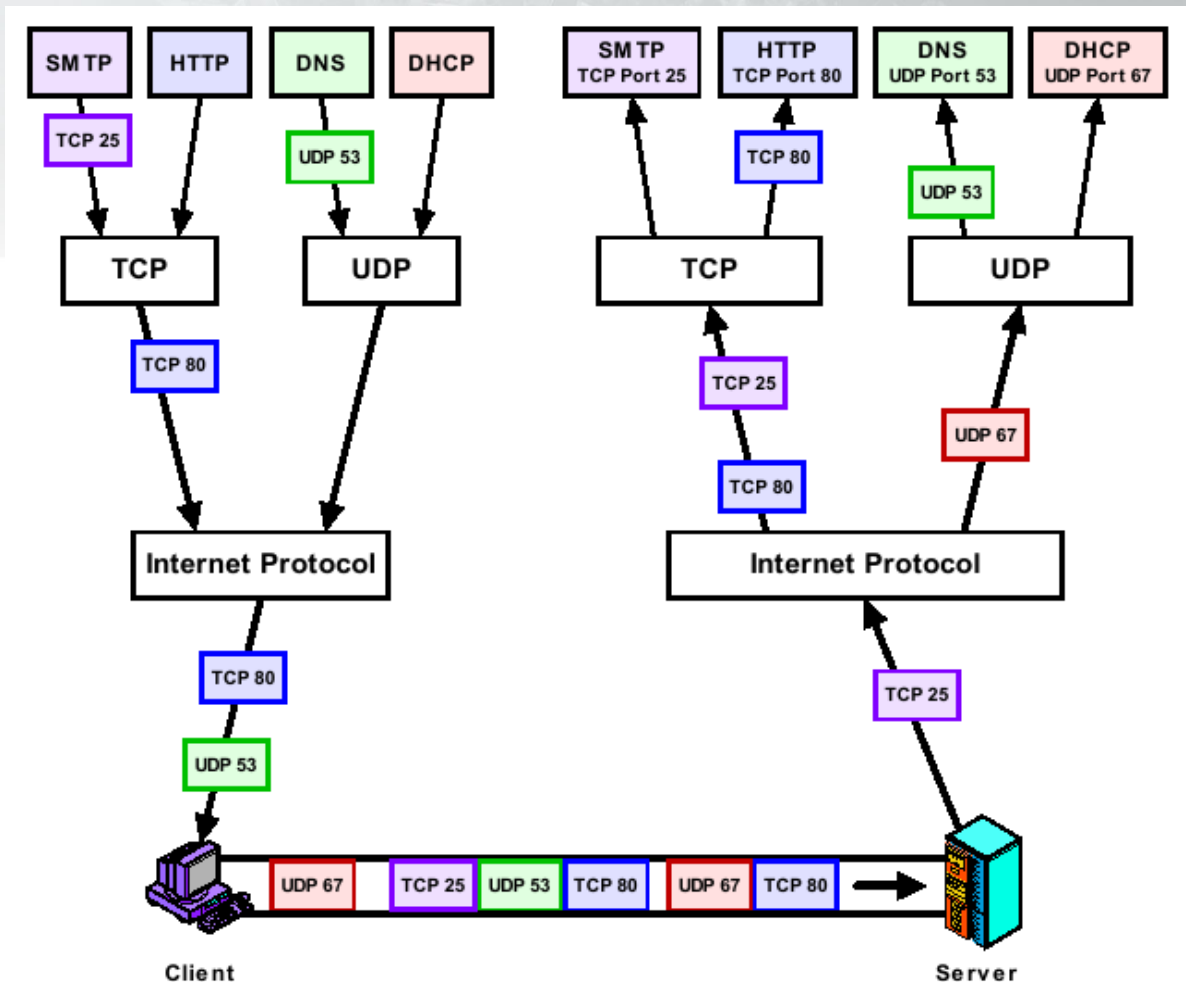 SMTP
HTTP
DNS
DHCP
SMTP
TCP Port 25
HTTP
TCP Port 80
DNS
UDP Port 53
DHCP
UDP Port 67
TCP 25
UDP 53
TCP 80
UDP 53
TCP
UDP
TCP
UDP
TCP 80
TCP 25
UDP 67
TCP 80
Internet Protocol
Internet Protocol
TCP 80
TCP 25
UDP 53
UDP 67
TCP 25
UDP 53
TCP 80
UDP 67
TCP 80
Client
Server